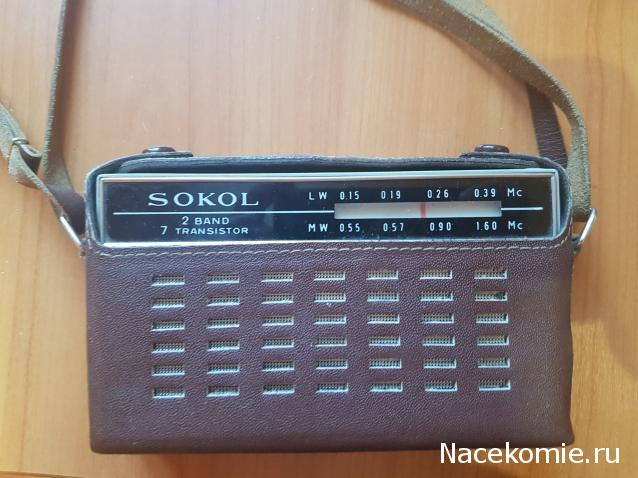 SOKOL
2 BAND
7 TRANSISTOR
LW 0.15 0.19 0.26 0.39 Mc
MW 0.55 0.57 0.90 1.60 Mc
Nacekomie.ru